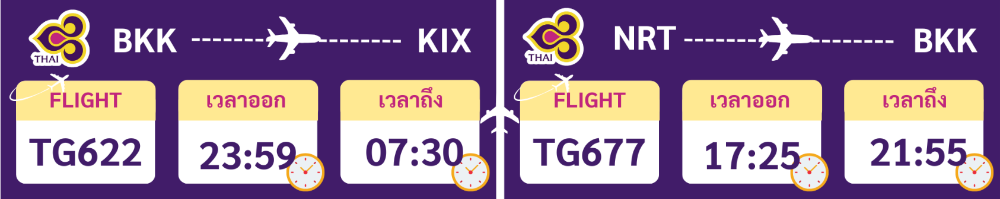 THAI
BKK KIX
FLIGHT เวลาออก เวลาถึง
TG622 23:59 07:30
THAI
NRT BKK
FLIGHT เวลาออก เวลาถึง
TG677 17:25 21:55